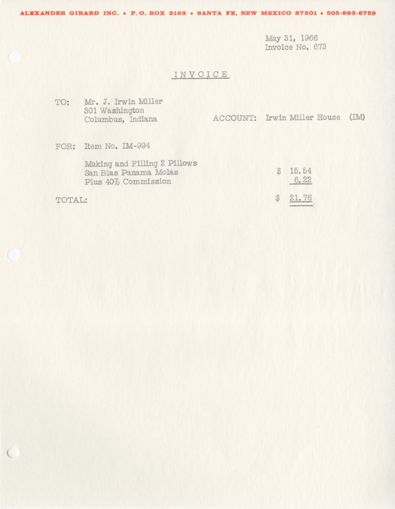 ALEXANDER GIRARD INC. • P. O. BOX 2168 • SANTA FE, NEW MEXICO 87501 • 505-983-6759
May 31, 1966
Invoice No. 673
INVOICE
TO: Mr. J. Irwin Miller
301 Washington
Columbus, Indiana ACCOUNT: Irwin Miller House (IM)
FOR: Item No. IM-994
Making and Filling 2 Pillows
San Blas Panama Molas $ 15.54
Plus 40% Commission 6.22
TOTAL: $ 21.76